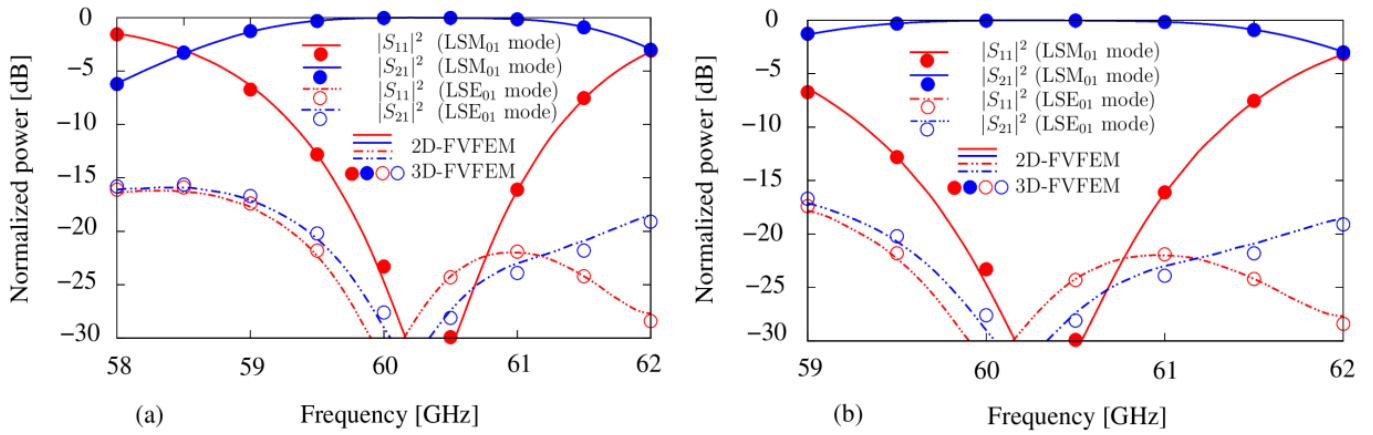 0
−5
−10
−15
−20
−25
−30
Normalized power [dB]
|S₁₁|² (LSM₀₁ mode)
|S₂₁|² (LSM₀₁ mode)
|S₁₁|² (LSE₀₁ mode)
|S₂₁|² (LSE₀₁ mode)
2D-FVFEM
3D-FVFEM
58 59 60 61 62
(a) Frequency [GHz]
0
−5
−10
−15
−20
−25
−30
Normalized power [dB]
|S₁₁|² (LSM₀₁ mode)
|S₂₁|² (LSM₀₁ mode)
|S₁₁|² (LSE₀₁ mode)
|S₂₁|² (LSE₀₁ mode)
2D-FVFEM
3D-FVFEM
59 60 61 62
(b) Frequency [GHz]